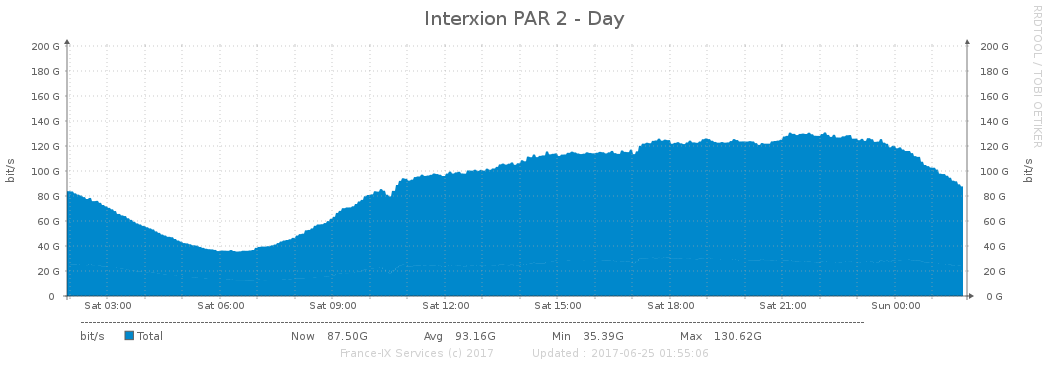 Interxion PAR 2 - Day
RRDTOOL / TOBI OETIKER
bit/s
bit/s
200 G 200 G
180 G 180 G
160 G 160 G
140 G 140 G
120 G 120 G
100 G 100 G
80 G 80 G
60 G 60 G
40 G 40 G
20 G 20 G
0 0 G
Sat 03:00 Sat 06:00 Sat 09:00 Sat 12:00 Sat 15:00 Sat 18:00 Sat 21:00 Sun 00:00
bit/s Total Now 87.50G Avg 93.16G Min 35.39G Max 130.62G
France-IX Services (c) 2017 Updated : 2017-06-25 01:55:06